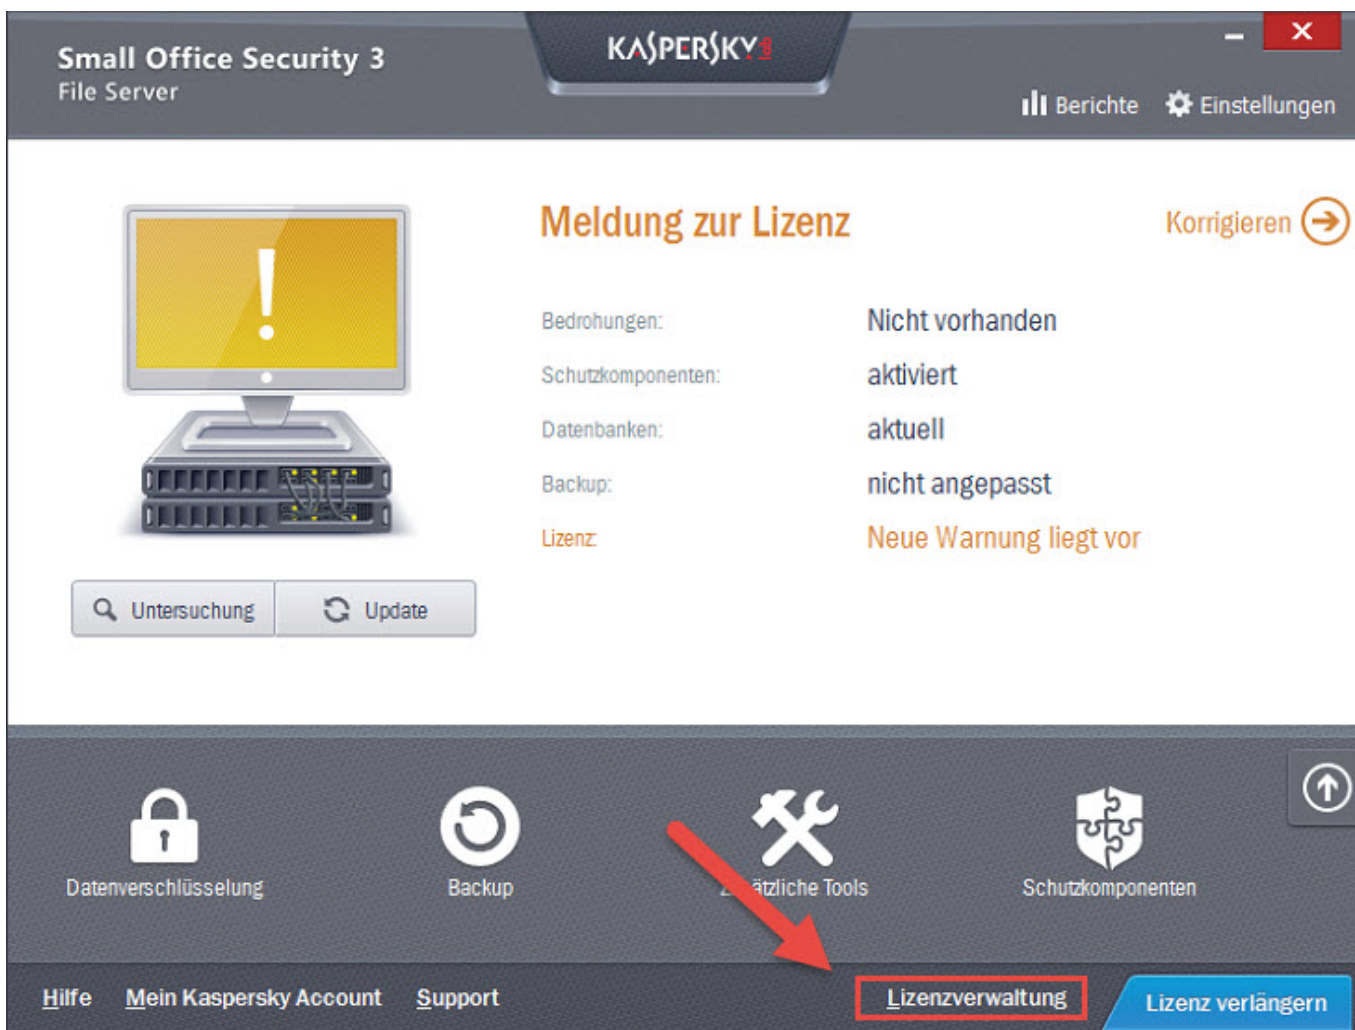 Small Office Security 3
File Server
KASPERSKY
Berichte
Einstellungen
Meldung zur Lizenz
Korrigieren
Bedrohungen: Nicht vorhanden
Schutzkomponenten: aktiviert
Datenbanken: aktuell
Backup: nicht angepasst
Lizenz: Neue Warnung liegt vor
Untersuchung
Update
Datenverschlüsselung
Backup
Tools
Schutzkomponenten
Hilfe
Mein Kaspersky Account
Support
Lizenzverwaltung
Lizenz verlängern